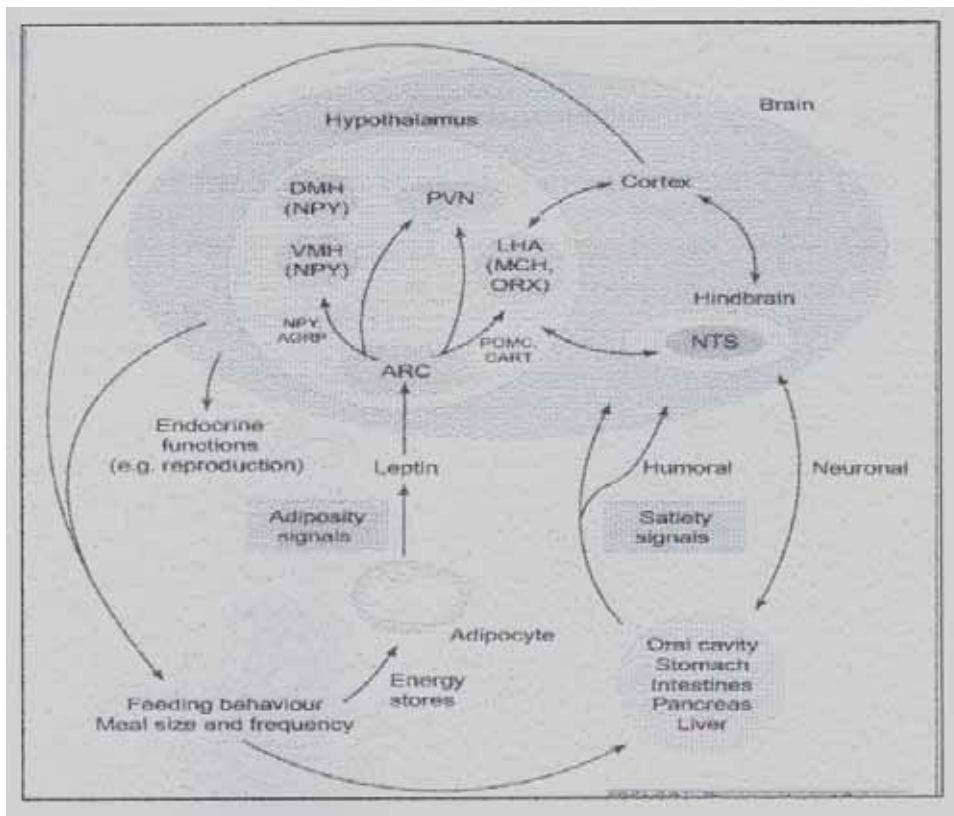 Brain
Hypothalamus
Cortex
DMH
(NPY)
PVN
VMH
(NPY)
LHA
(MCH,
ORX)
Hindbrain
NPY,
AGRP
POMC,
CART
NTS
ARC
Endocrine
functions
(e.g. reproduction)
Leptin
Humoral
Neuronal
Adiposity
signals
Satiety
signals
Adipocyte
Energy
stores
Oral cavity
Stomach
Intestines
Pancreas
Liver
Feeding behaviour
Meal size and frequency